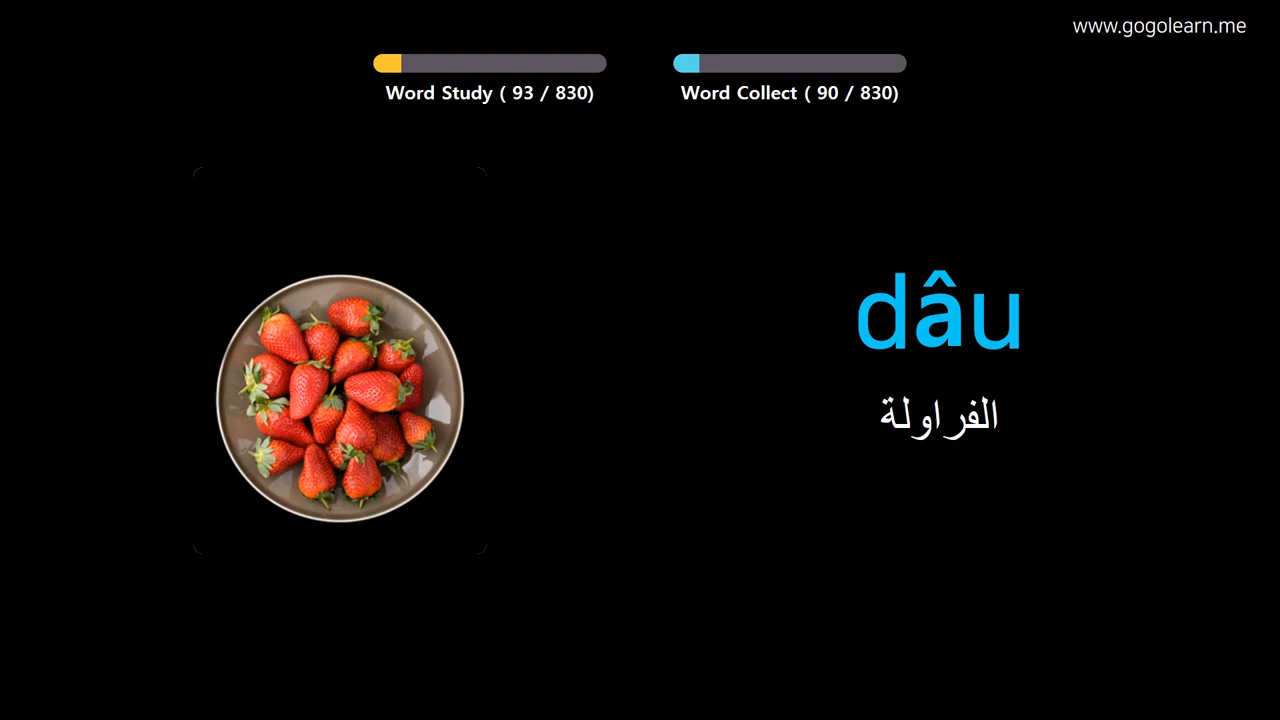 www.gogolearn.me
Word Study ( 93 / 830)
Word Collect ( 90 / 830)
dâu
الفراولة